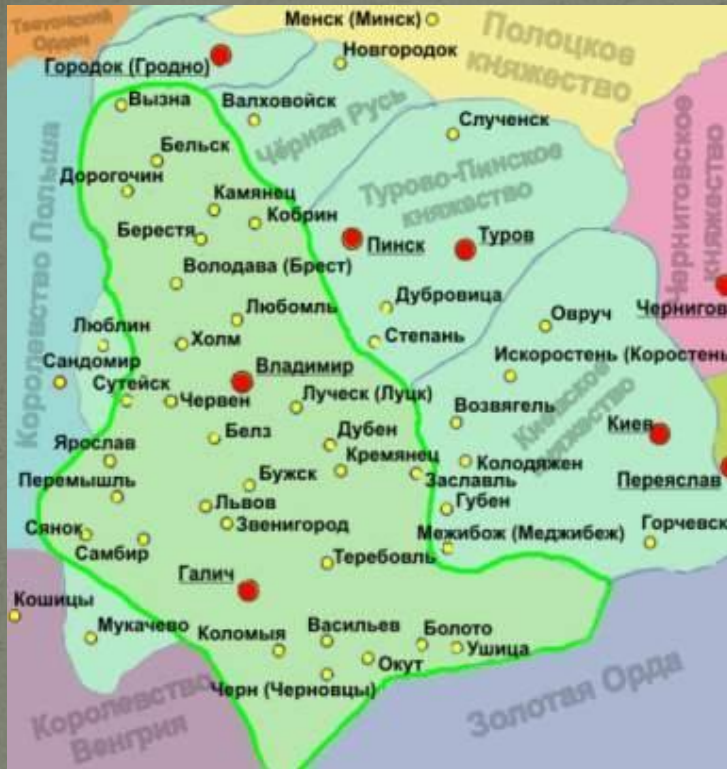 Тевтонский
Орден
Менск (Минск)
Полоцкое
княжество
Городок (Гродно)
Новгородок
Вызна
Валховойск
Чёрная Русь
Слученск
Бельск
Дорогочин
Камянец
Кобрин
Берестя
Турово-Пинское
княжество
Пинск
Туров
Черниговское
княжество
Чернигов
Королевство Польша
Володава (Брест)
Любомль
Дубровица
Степань
Овруч
Люблин
Холм
Искоростень (Коростень
Сандомир
Владимир
Сутейск
Червен
Луческ (Луцк)
Возвягель
Киевское
княжество
Киев
Белз
Дубен
Ярослав
Кремянец
Колодяжен
Переяслав
Перемышль
Бужск
Заславль
Львов
Губен
Звенигород
Сянок
Самбир
Межибож (Меджибеж)
Горчевск
Теребовль
Галич
Кошицы
Мукачево
Коломыя
Васильев
Болото
Ушица
Окут
Черн (Черновцы)
Королевство
Венгрия
Золотая Орда